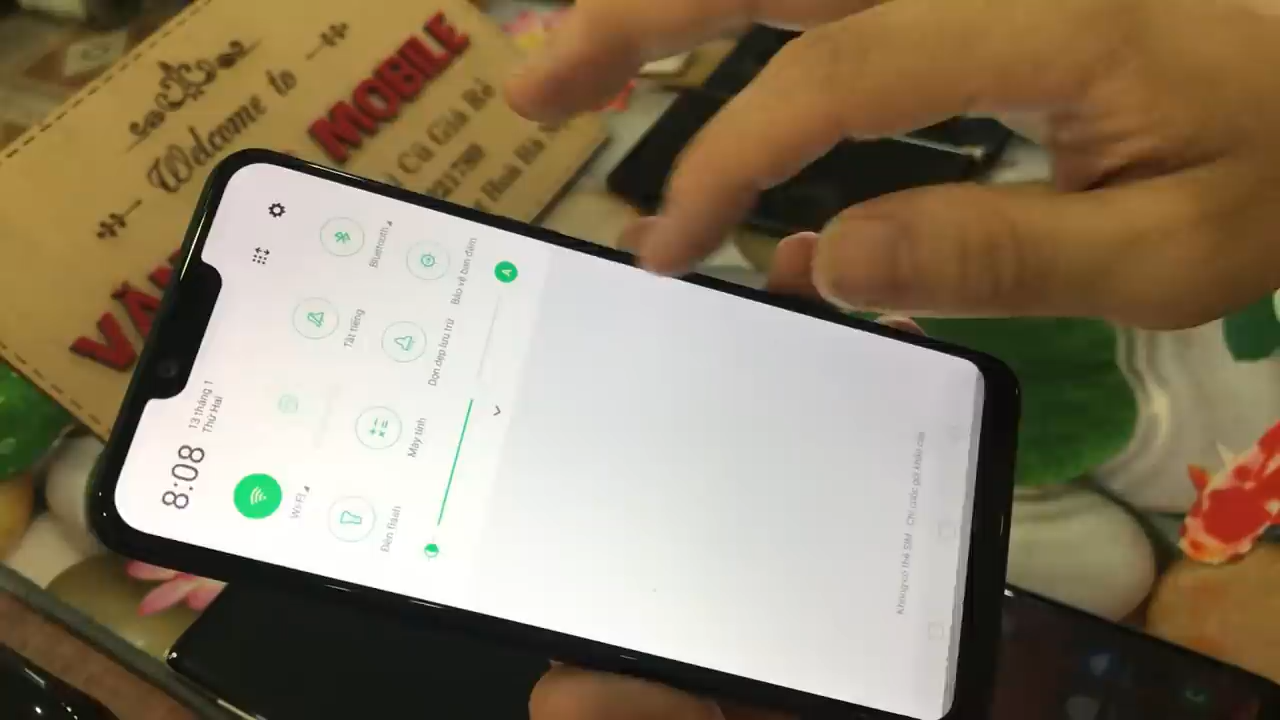 Welcome to
MOBILE
Cũ Giá Rẻ
8:08
13 tháng 1
Thứ Hai
Wi-Fi
Tắt tiếng
Bluetooth
Đèn flash
Máy tính
Dọn dẹp lưu trữ
Bảo vệ ban đêm
A
Không có thẻ SIM - Chỉ cuộc gọi khẩn cấp